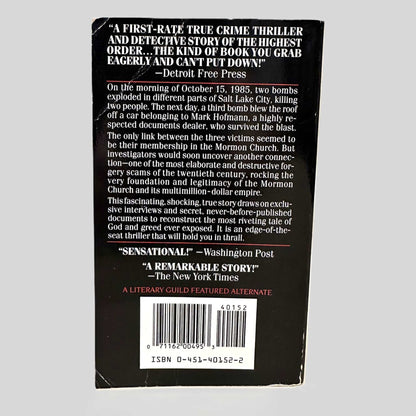 "A FIRST-RATE TRUE CRIME THRILLER
AND DETECTIVE STORY OF THE HIGHEST
ORDER...THE KIND OF BOOK YOU GRAB
EAGERLY AND CAN'T PUT DOWN!"
—Detroit Free Press
On the morning of October 15, 1985, two bombs
exploded in different parts of Salt Lake City, killing
two people. The next day, a third bomb blew the roof
off a car belonging to Mark Hofmann, a highly re-
spected documents dealer, who survived the blast.
The only link between the three victims seemed to
be their membership in the Mormon Church. But
investigators would soon uncover another connec-
tion—one of the most elaborate and destructive for-
gery scams of the twentieth century, rocking the
very foundation and legitimacy of the Mormon
Church and its multimillion-dollar empire.
This fascinating, shocking, true story draws on exclu-
sive interviews and secret, never-before-published
documents to reconstruct the most riveting tale of
God and greed ever exposed. It is an edge-of-the-
seat thriller that will hold you in thrall.
"SENSATIONAL!" —Washington Post
"A REMARKABLE STORY!"
—The New York Times
A LITERARY GUILD FEATURED ALTERNATE
40152
0 71162 00495 3
ISBN 0-451-40152-2